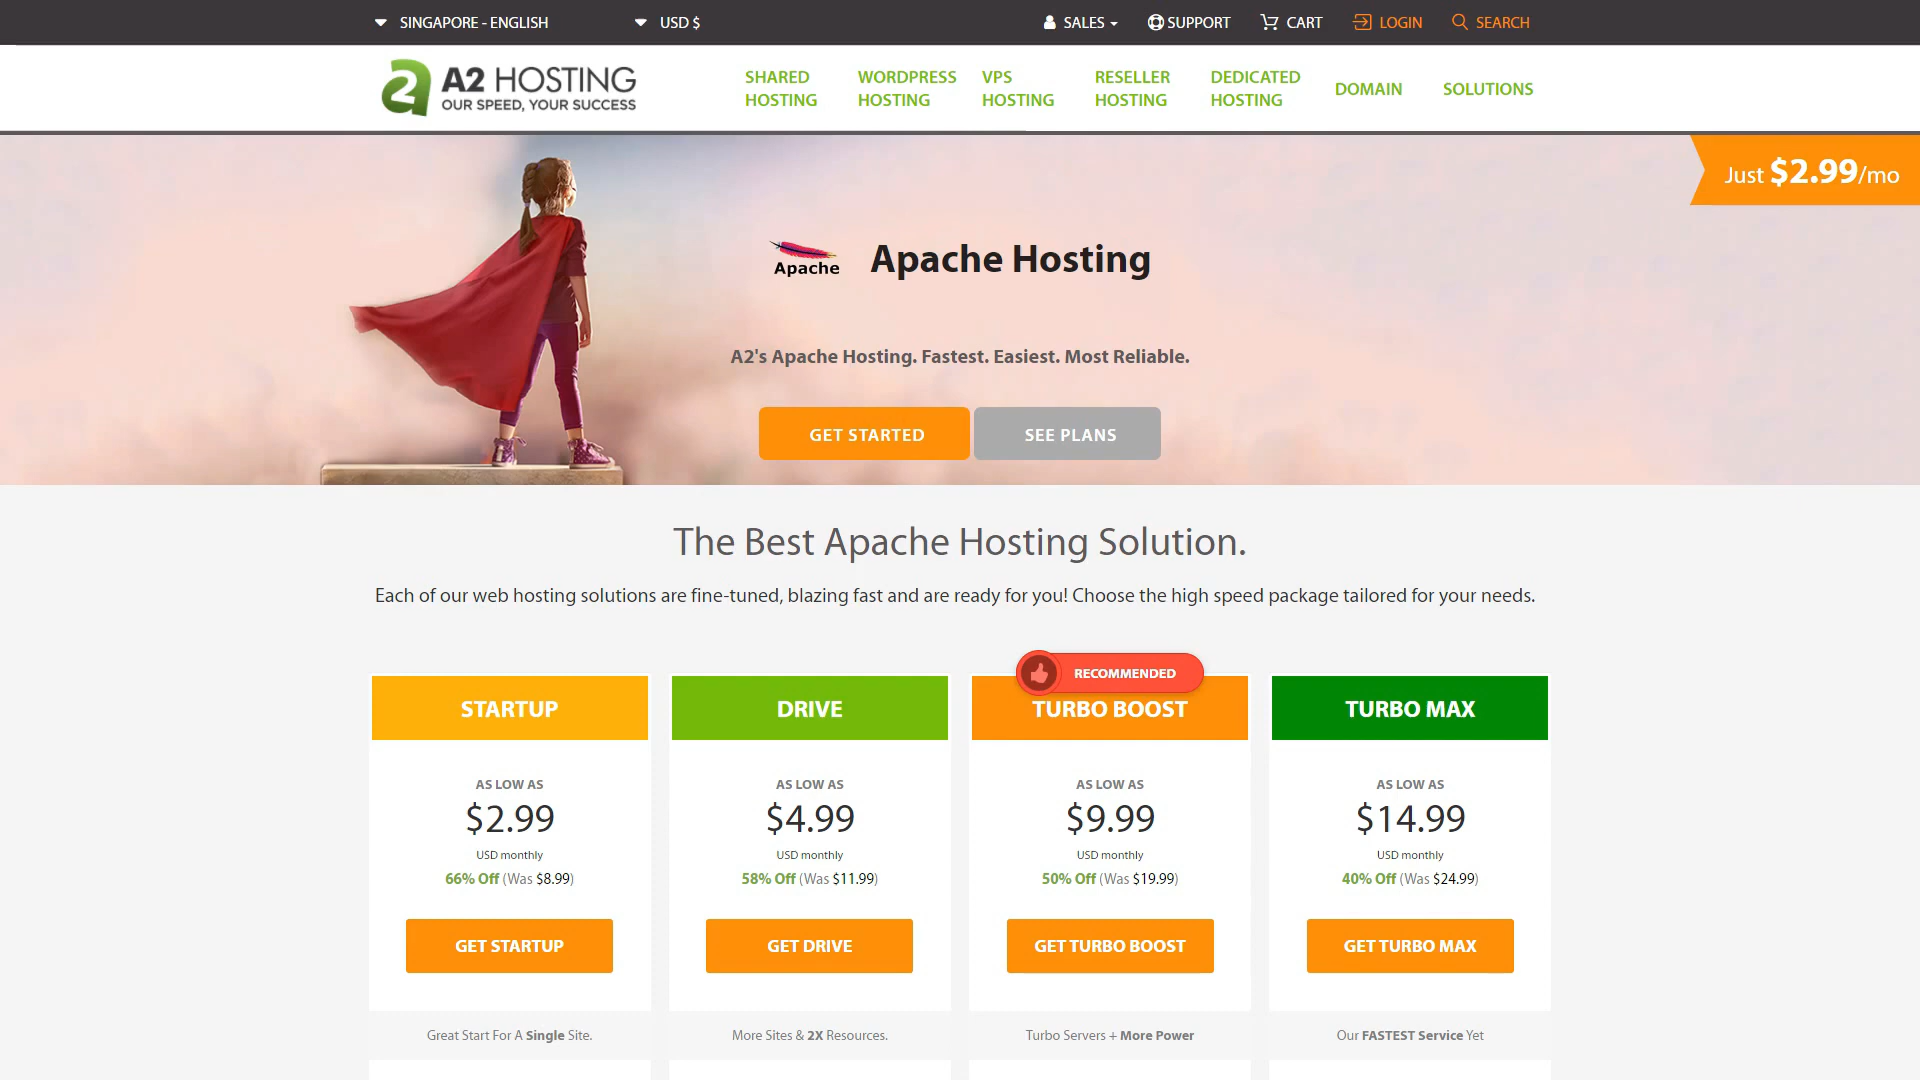 SINGAPORE - ENGLISH
USD $
SALES
SUPPORT
CART
LOGIN
SEARCH
A2 HOSTING
OUR SPEED, YOUR SUCCESS
SHARED
HOSTING
WORDPRESS
HOSTING
VPS
HOSTING
RESELLER
HOSTING
DEDICATED
HOSTING
DOMAIN
SOLUTIONS
Just $2.99/mo
Apache
Apache Hosting
A2's Apache Hosting. Fastest. Easiest. Most Reliable.
GET STARTED
SEE PLANS
The Best Apache Hosting Solution.
Each of our web hosting solutions are fine-tuned, blazing fast and are ready for you! Choose the high speed package tailored for your needs.
STARTUP
AS LOW AS
$2.99
USD monthly
66% Off (Was $8.99)
GET STARTUP
Great Start For A Single Site.
DRIVE
AS LOW AS
$4.99
USD monthly
58% Off (Was $11.99)
GET DRIVE
More Sites & 2X Resources.
RECOMMENDED
TURBO BOOST
AS LOW AS
$9.99
USD monthly
50% Off (Was $19.99)
GET TURBO BOOST
Turbo Servers + More Power
TURBO MAX
AS LOW AS
$14.99
USD monthly
40% Off (Was $24.99)
GET TURBO MAX
Our FASTEST Service Yet